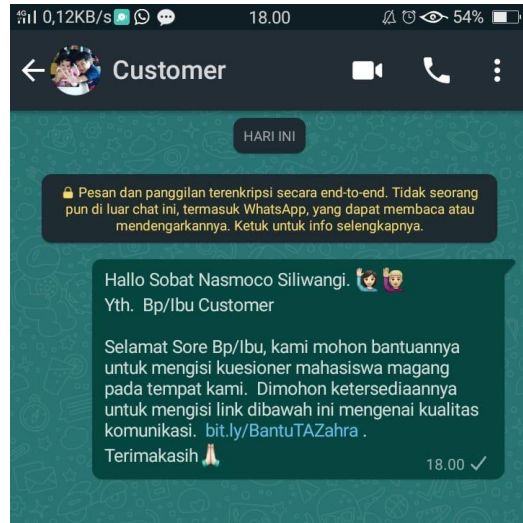 4G 0,12KB/s 18.00 54%
Customer
HARI INI
Pesan dan panggilan terenkripsi secara end-to-end. Tidak seorang
pun di luar chat ini, termasuk WhatsApp, yang dapat membaca atau
mendengarkannya. Ketuk untuk info selengkapnya.
Hallo Sobat Nasmoco Siliwangi. 🙋🏻‍♀️🙋🏼‍♂️
Yth. Bp/Ibu Customer
Selamat Sore Bp/Ibu, kami mohon bantuannya
untuk mengisi kuesioner mahasiswa magang
pada tempat kami. Dimohon ketersediaannya
untuk mengisi link dibawah ini mengenai kualitas
komunikasi. bit.ly/BantuTAZahra .
Terimakasih🙏🏻
18.00